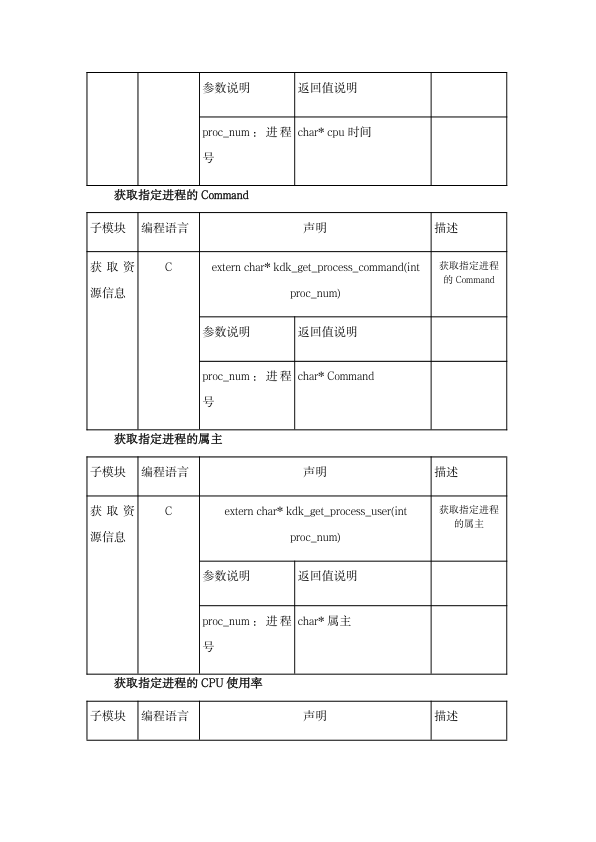 参数说明 返回值说明
proc_num：进程 char* cpu 时间
号
获取指定进程的 Command
子模块 编程语言 声明 描述
获取资 C extern char* kdk_get_process_command(int 获取指定进程
源信息 proc_num) 的 Command
参数说明 返回值说明
proc_num：进程 char* Command
号
获取指定进程的属主
子模块 编程语言 声明 描述
获取资 C extern char* kdk_get_process_user(int 获取指定进程
源信息 proc_num) 的属主
参数说明 返回值说明
proc_num：进程 char* 属主
号
获取指定进程的 CPU 使用率
子模块 编程语言 声明 描述